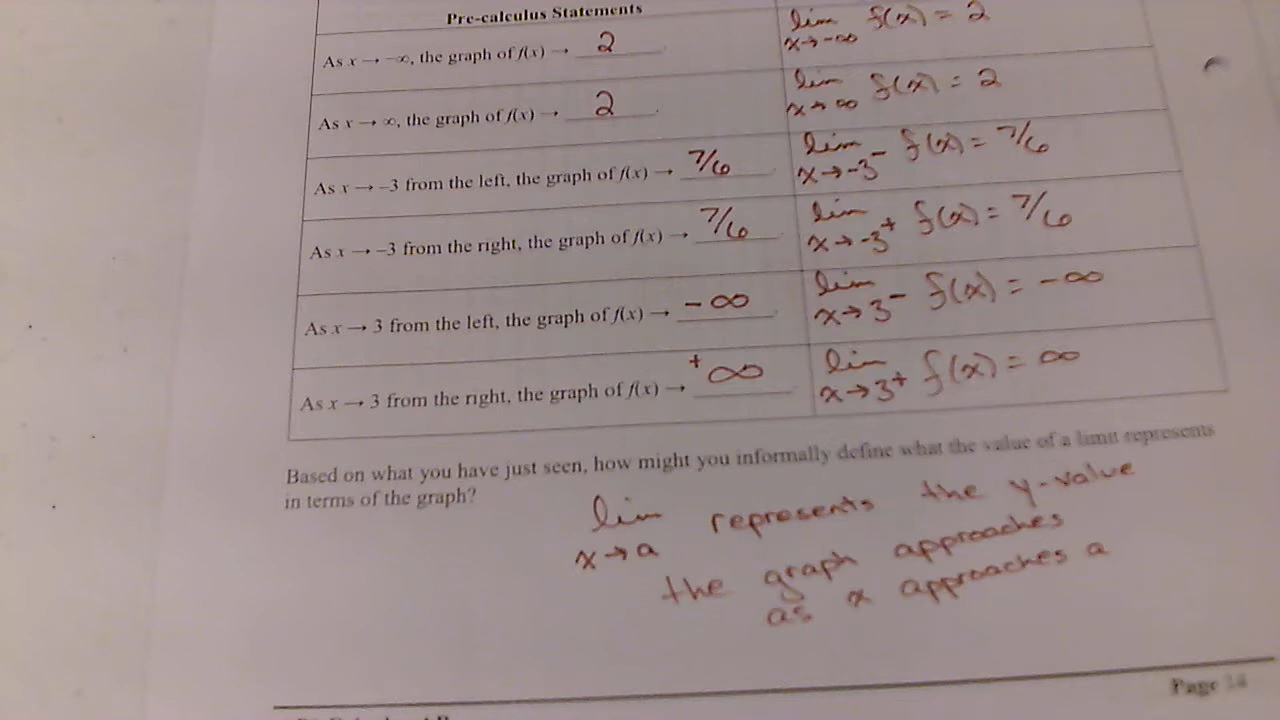 Pre-calculus Statements
As x → −∞, the graph of f(x) → 2
lim x→-∞ f(x) = 2
As x → ∞, the graph of f(x) → 2
lim x→∞ f(x) = 2
As x → −3 from the left, the graph of f(x) → 7/6
lim x→-3⁻ f(x) = 7/6
As x → −3 from the right, the graph of f(x) → 7/6
lim x→-3⁺ f(x) = 7/6
As x → 3 from the left, the graph of f(x) → -∞
lim x→3⁻ f(x) = -∞
As x → 3 from the right, the graph of f(x) → +∞
lim x→3⁺ f(x) = ∞
Based on what you have just seen, how might you informally define what the value of a limit represents
in terms of the graph?
lim x→a represents the y-value
the graph approaches
as x approaches a
Page